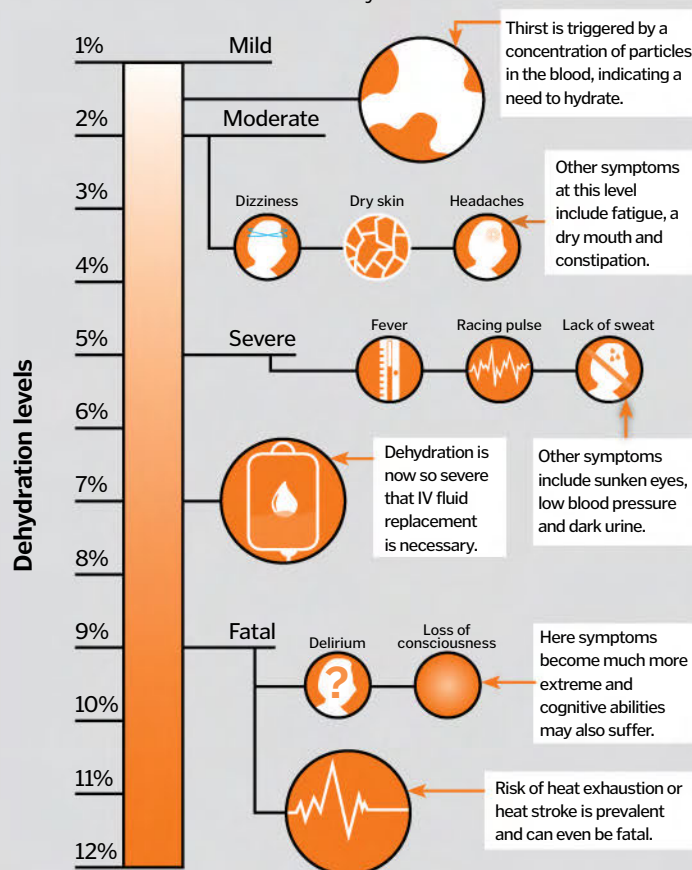 Thirst is triggered by a
concentration of particles
in the blood, indicating a
need to hydrate.
1%
Mild
2%
Moderate
3%
Dizziness
Dry skin
Headaches
Other symptoms
at this level
include fatigue, a
dry mouth and
constipation.
4%
5%
Severe
Fever
Racing pulse
Lack of sweat
Other symptoms
include sunken eyes,
low blood pressure
and dark urine.
Dehydration levels
6%
7%
Dehydration is
now so severe
that IV fluid
replacement
is necessary.
8%
9%
Fatal
Delirium
Loss of
consciousness
?
Here symptoms
become much more
extreme and
cognitive abilities
may also suffer.
10%
11%
Risk of heat exhaustion or
heat stroke is prevalent
and can even be fatal.
12%